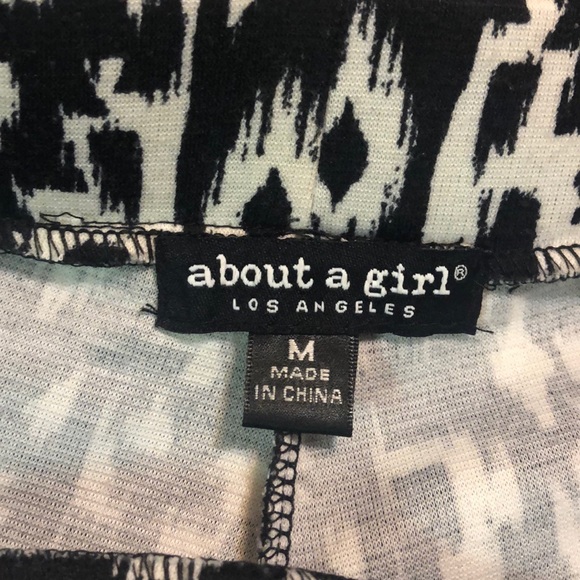 about a girl®
LOS ANGELES
M
MADE
IN CHINA